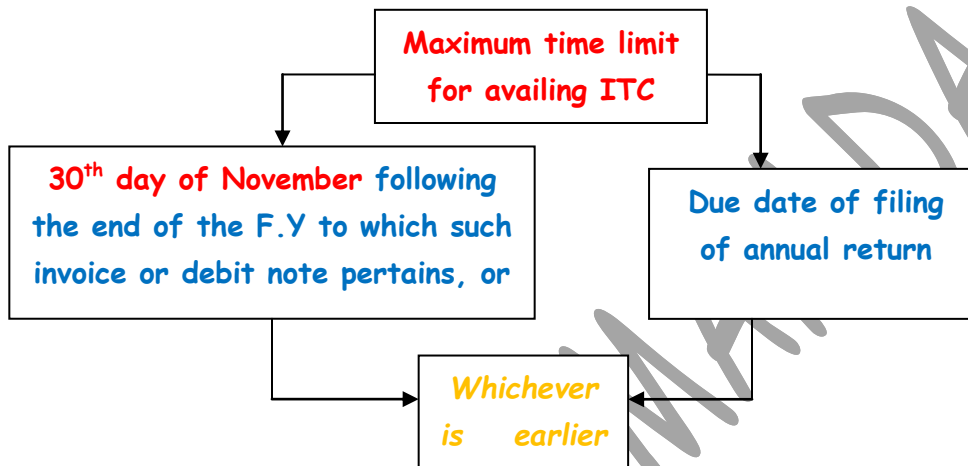 Maximum time limit
for availing ITC
30th day of November following
the end of the F.Y to which such
invoice or debit note pertains, or
Due date of filing
of annual return
Whichever
is earlier